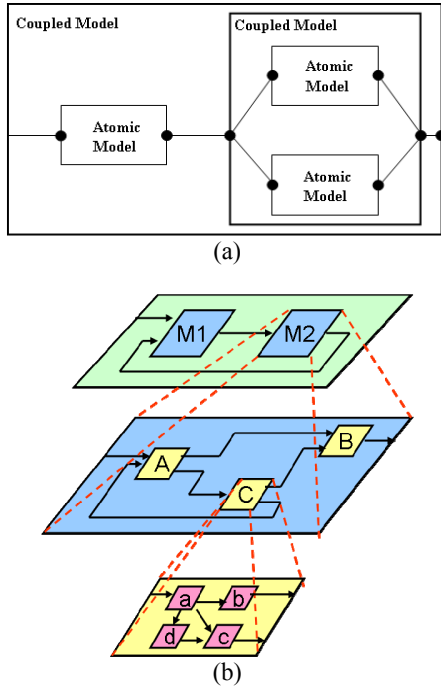 Coupled Model
Coupled Model
Atomic
Model
Atomic
Model
Atomic
Model
(a)
M1
M2
A
B
C
a
b
d
c
(b)